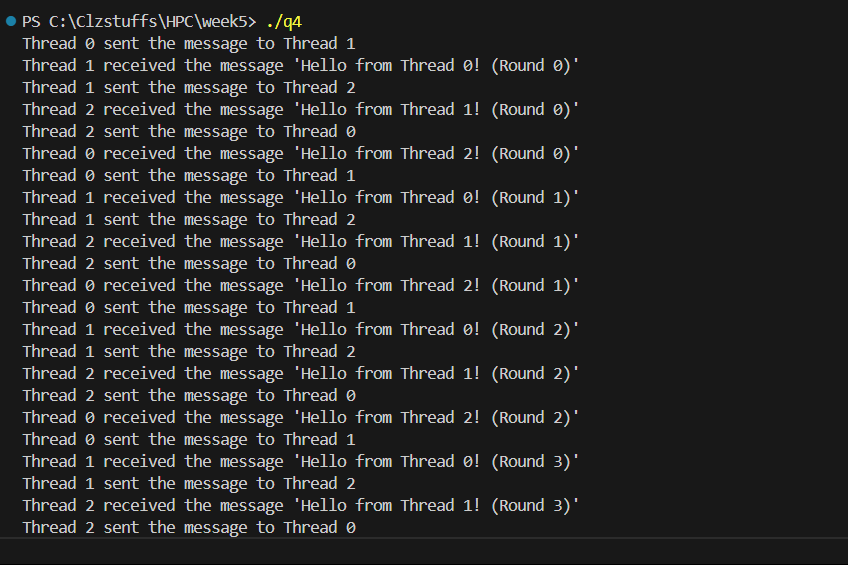 PS C:\Clzstuffs\HPC\week5> ./q4
Thread 0 sent the message to Thread 1
Thread 1 received the message 'Hello from Thread 0! (Round 0)'
Thread 1 sent the message to Thread 2
Thread 2 received the message 'Hello from Thread 1! (Round 0)'
Thread 2 sent the message to Thread 0
Thread 0 received the message 'Hello from Thread 2! (Round 0)'
Thread 0 sent the message to Thread 1
Thread 1 received the message 'Hello from Thread 0! (Round 1)'
Thread 1 sent the message to Thread 2
Thread 2 received the message 'Hello from Thread 1! (Round 1)'
Thread 2 sent the message to Thread 0
Thread 0 received the message 'Hello from Thread 2! (Round 1)'
Thread 0 sent the message to Thread 1
Thread 1 received the message 'Hello from Thread 0! (Round 2)'
Thread 1 sent the message to Thread 2
Thread 2 received the message 'Hello from Thread 1! (Round 2)'
Thread 2 sent the message to Thread 0
Thread 0 received the message 'Hello from Thread 2! (Round 2)'
Thread 0 sent the message to Thread 1
Thread 1 received the message 'Hello from Thread 0! (Round 3)'
Thread 1 sent the message to Thread 2
Thread 2 received the message 'Hello from Thread 1! (Round 3)'
Thread 2 sent the message to Thread 0